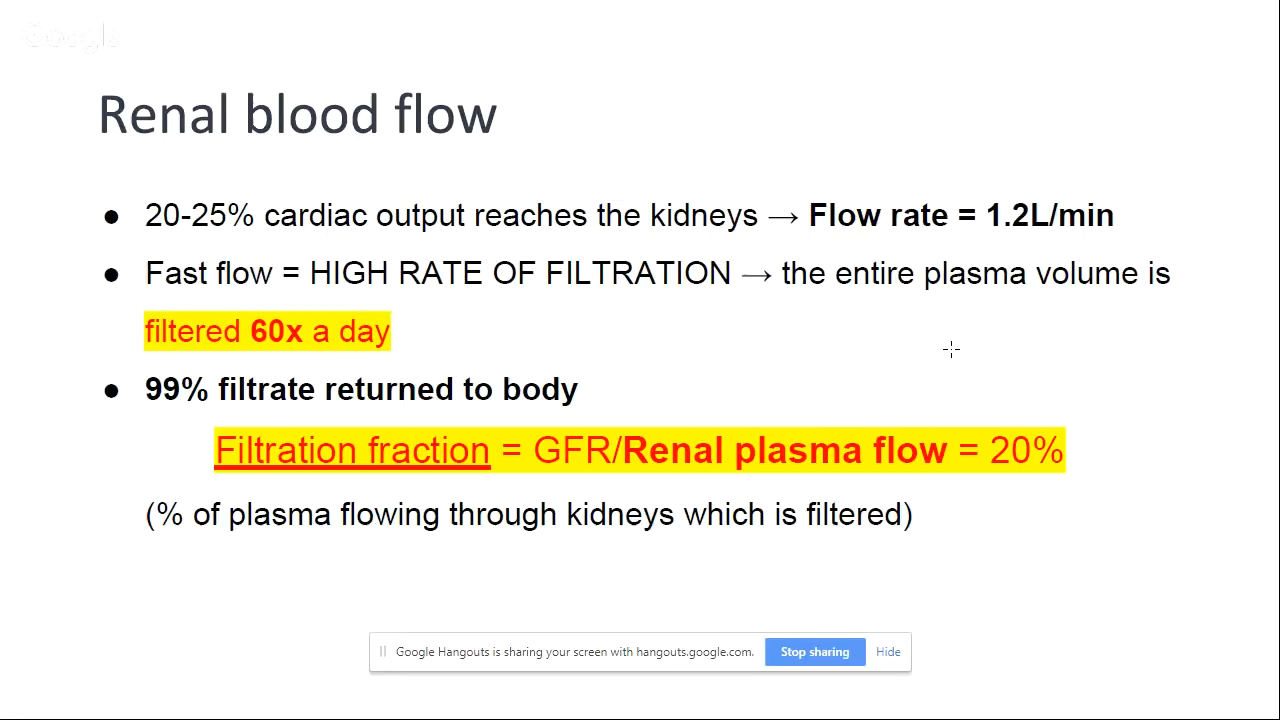 Renal blood flow
● 20-25% cardiac output reaches the kidneys → Flow rate = 1.2L/min
● Fast flow = HIGH RATE OF FILTRATION → the entire plasma volume is
filtered 60x a day
● 99% filtrate returned to body
Filtration fraction = GFR/Renal plasma flow = 20%
(% of plasma flowing through kidneys which is filtered)
Google Hangouts is sharing your screen with hangouts.google.com. Stop sharing Hide